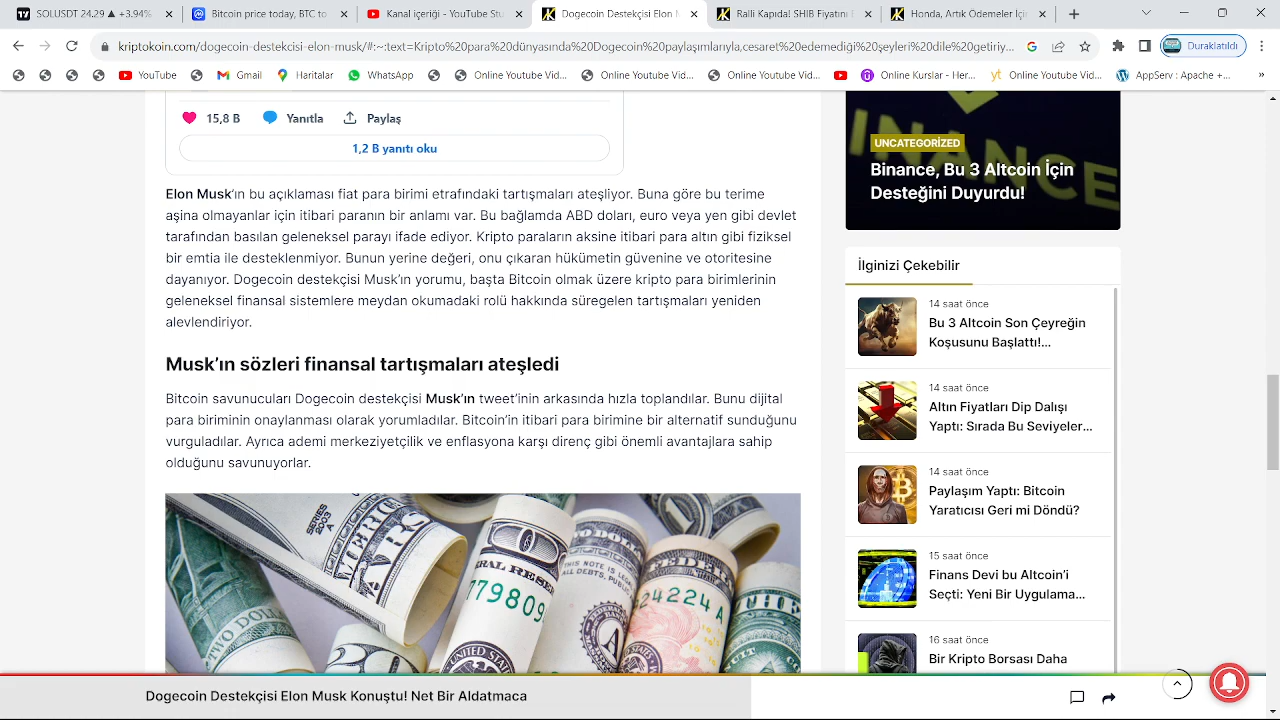 SOLUSDT 24.29 ▲ +3.94%
Bitcoin price today, BTC to
Kanal içeriği - YouTube Stu
Dogecoin Destekçisi Elon M
Ralli Kapıda! SHIB Fiyatını E
Honda, Artık Ödemeler İçin
kriptokoin.com/dogecoin-destekcisi-elon-musk/#:~:text=Kripto%20para%20dünyasında%20Dogecoin%20paylaşımlarıyla,cesaret%20edemediği%20şeyleri%20dile%20getiriy...
Duraklatıldı
YouTube
Gmail
Haritalar
WhatsApp
Online Youtube Vid...
Online Youtube Vid...
Online Youtube Vid...
Online Kurslar - Her...
Online Youtube Vid...
AppServ : Apache +...
15,8 B Yanıtla Paylaş
1,2 B yanıtı oku
Elon Musk'ın bu açıklaması fiat para birimi etrafındaki tartışmaları ateşliyor. Buna göre bu terime
aşina olmayanlar için itibari paranın bir anlamı var. Bu bağlamda ABD doları, euro veya yen gibi devlet
tarafından basılan geleneksel parayı ifade ediyor. Kripto paraların aksine itibari para altın gibi fiziksel
bir emtia ile desteklenmiyor. Bunun yerine değeri, onu çıkaran hükümetin güvenine ve otoritesine
dayanıyor. Dogecoin destekçisi Musk'ın yorumu, başta Bitcoin olmak üzere kripto para birimlerinin
geleneksel finansal sistemlere meydan okumadaki rolü hakkında süregelen tartışmaları yeniden
alevlendiriyor.
Musk'ın sözleri finansal tartışmaları ateşledi
Bitcoin savunucuları Dogecoin destekçisi Musk'ın tweet'inin arkasında hızla toplandılar. Bunu dijital
para biriminin onaylanması olarak yorumladılar. Bitcoin'in itibari para birimine bir alternatif sunduğunu
vurguladılar. Ayrıca ademi merkeziyetçilik ve enflasyona karşı direnç gibi önemli avantajlara sahip
olduğunu savunuyorlar.
79809
24224 A
UNITED STATES
BINANCE
UNCATEGORİZED
Binance, Bu 3 Altcoin İçin
Desteğini Duyurdu!
İlginizi Çekebilir
14 saat önce
Bu 3 Altcoin Son Çeyreğin
Koşusunu Başlattı!...
14 saat önce
Altın Fiyatları Dip Dalışı
Yaptı: Sırada Bu Seviyeler...
14 saat önce
Paylaşım Yaptı: Bitcoin
Yaratıcısı Geri mi Döndü?
15 saat önce
Finans Devi bu Altcoin'i
Seçti: Yeni Bir Uygulama...
16 saat önce
Bir Kripto Borsası Daha
Dogecoin Destekçisi Elon Musk Konuştu! Net Bir Aldatmaca